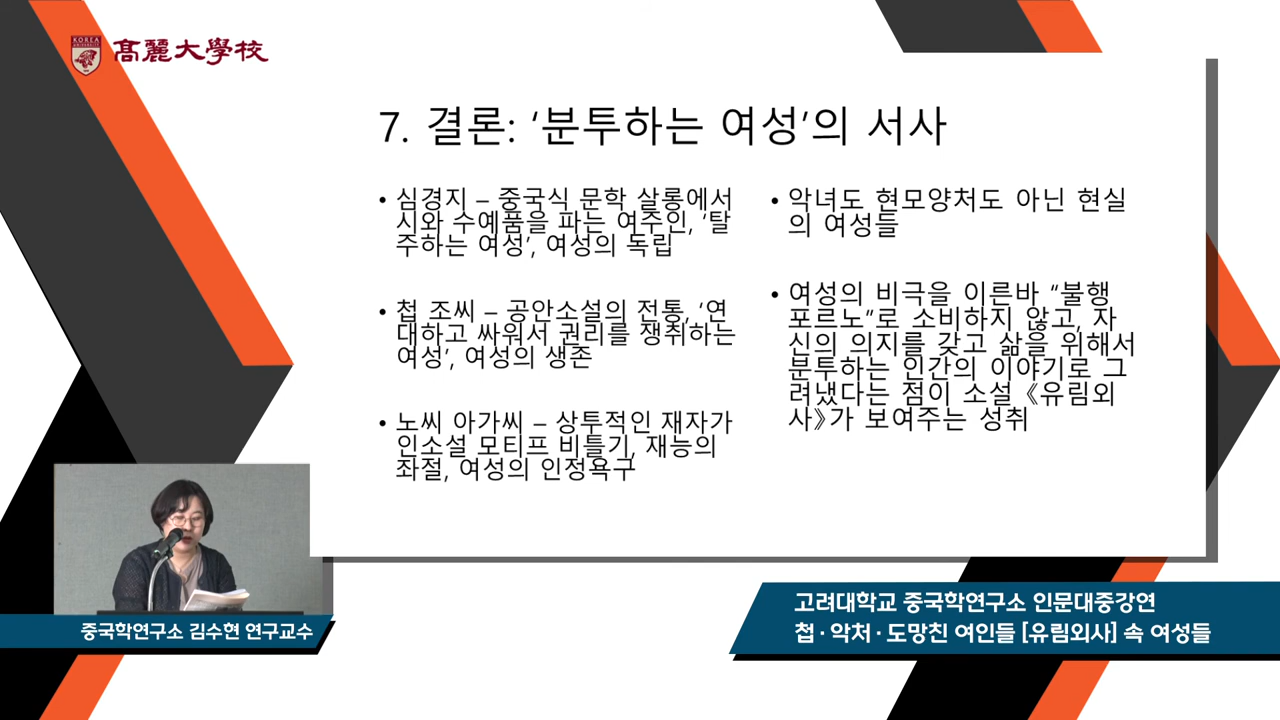 KOREA
UNIVERSITY
高麗大學校
7. 결론: ‘분투하는 여성’의 서사
• 심경지 – 중국식 문학 살롱에서
시와 수예품을 파는 여주인, ‘탈
주하는 여성’, 여성의 독립
• 첩 조씨 – 공안소설의 전통, ‘연
대하고 싸워서 권리를 쟁취하는
여성’, 여성의 생존
• 노씨 아가씨 – 상투적인 재자가
인소설 모티프 비틀기, 재능의
좌절, 여성의 인정욕구
• 악녀도 현모양처도 아닌 현실
의 여성들
• 여성의 비극을 이른바 “불행
포르노”로 소비하지 않고, 자
신의 의지를 갖고 삶을 위해서
분투하는 인간의 이야기로 그
려냈다는 점이 소설 《유림외
사》가 보여주는 성취
중국학연구소 김수현 연구교수
고려대학교 중국학연구소 인문대중강연
첩·악처·도망친 여인들 [유림외사] 속 여성들